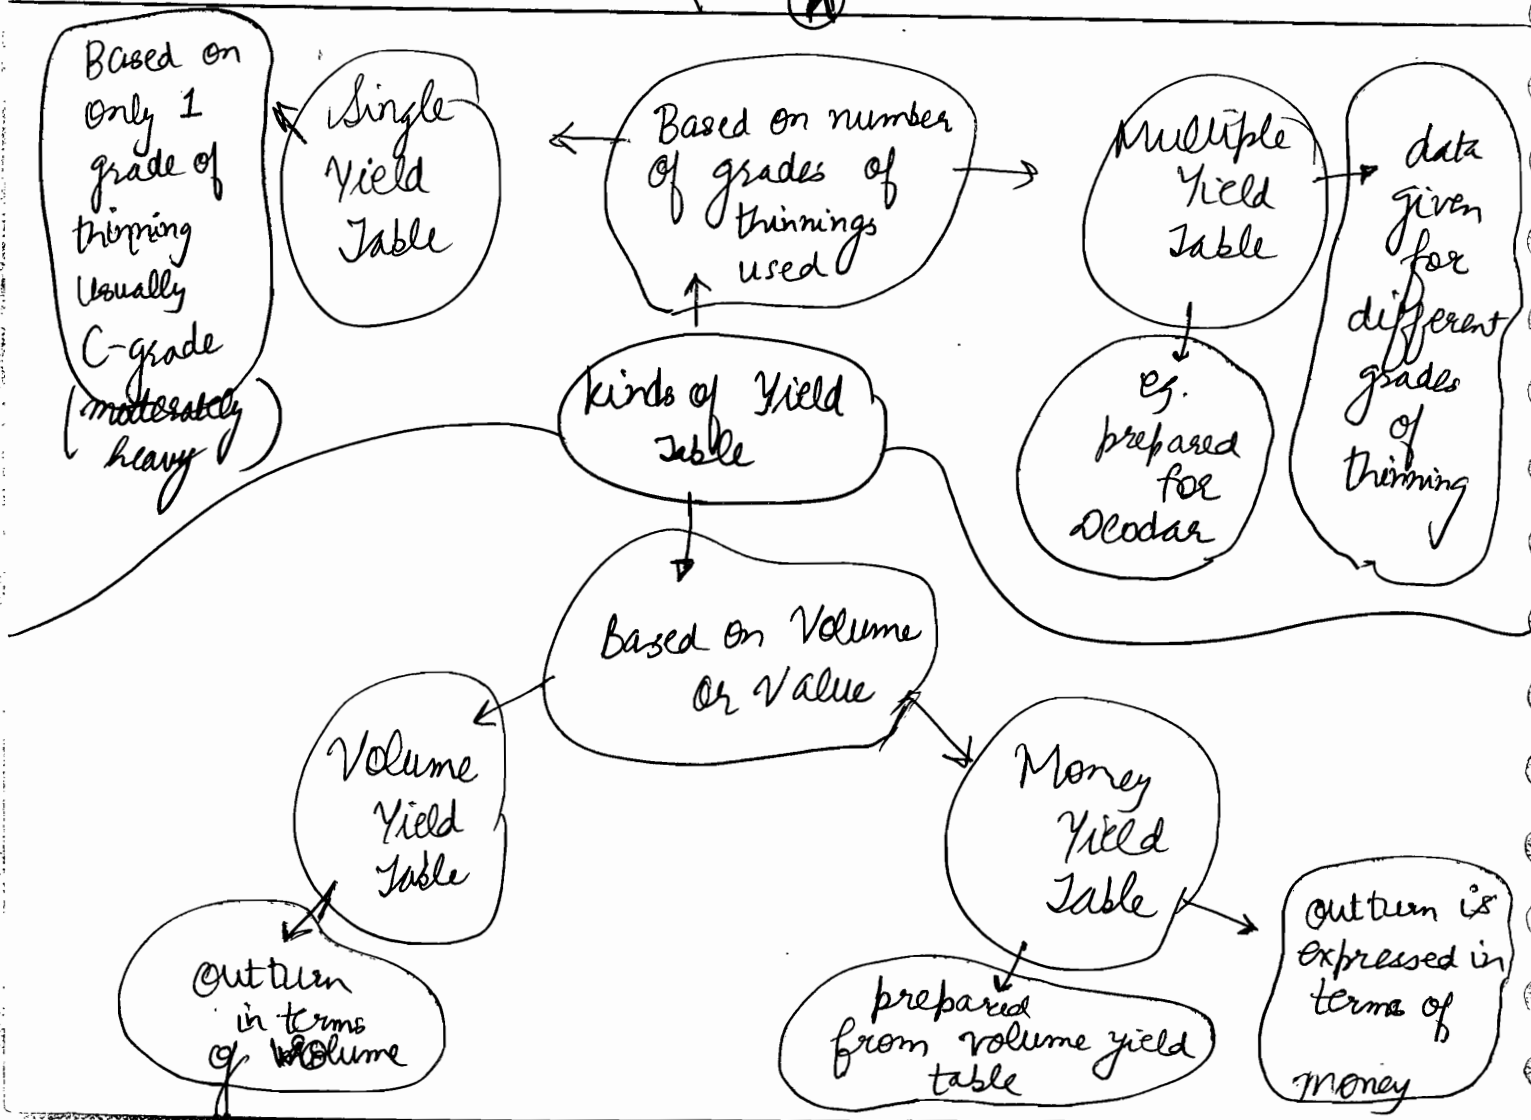 Based on
only 1
grade of
thinning
Usually
C-grade
(moderately
heavy)
Single
Yield
Table
Based on number
of grades of
thinnings
used
Multiple
Yield
Table
data
given
for
different
grades
of
thinning
eg.
prepared
for
Deodar
kinds of Yield
Table
Based on Volume
or Value
Volume
Yield
Table
outturn
in terms
of volume
Money
Yield
Table
prepared
from volume yield
table
outturn is
expressed in
terms of
money